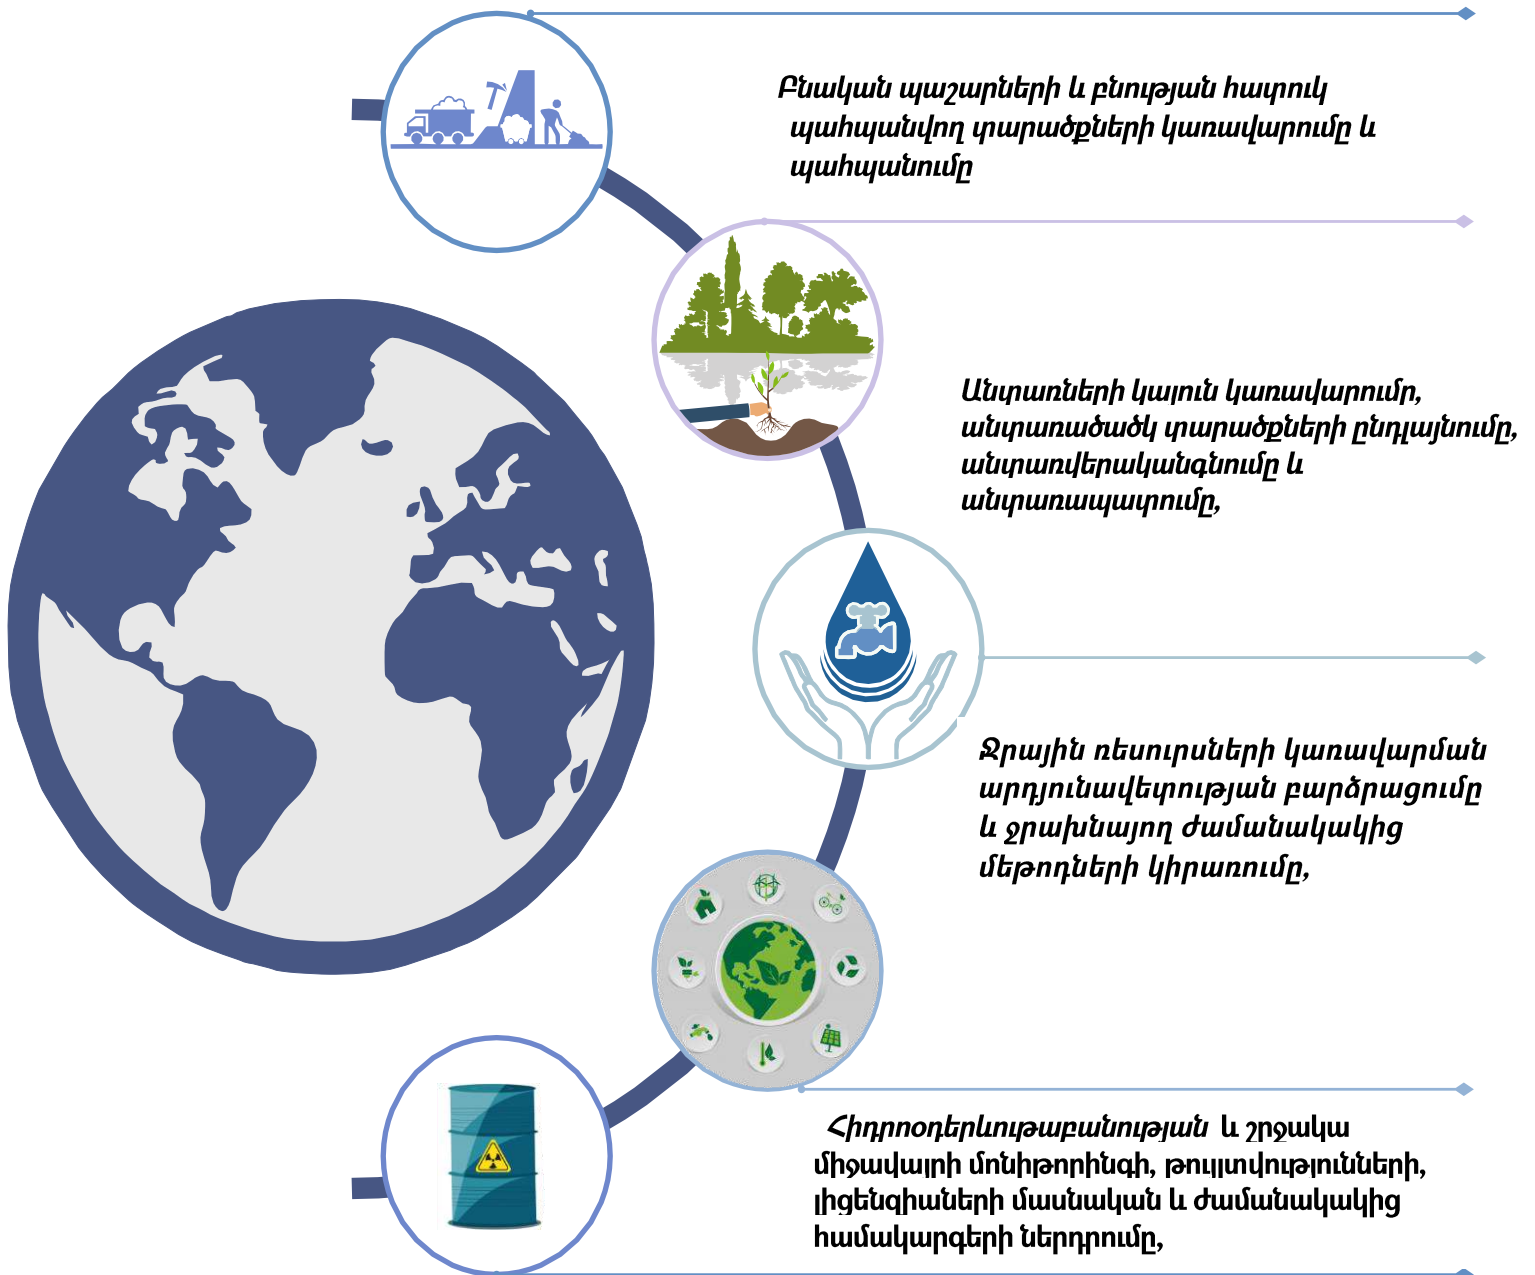 Բնական պաշարների և բնության հատուկ
պահպանվող տարածքների կառավարումը և
պահպանումը
Անտառների կայուն կառավարումը,
անտառածածկ տարածքների ընդլայնումը,
անտառվերականգնումը և
անտառապատումը,
Ջրային ռեսուրսների կառավարման
արդյունավետության բարձրացումը
և ջրախնայող ժամանակակից
մեթոդների կիրառումը,
Հիդրոօդերևութաբանության և շրջակա
միջավայրի մոնիթորինգի, թույլտվությունների,
լիցենզիաների մասնական և ժամանակակից
համակարգերի ներդրումը,